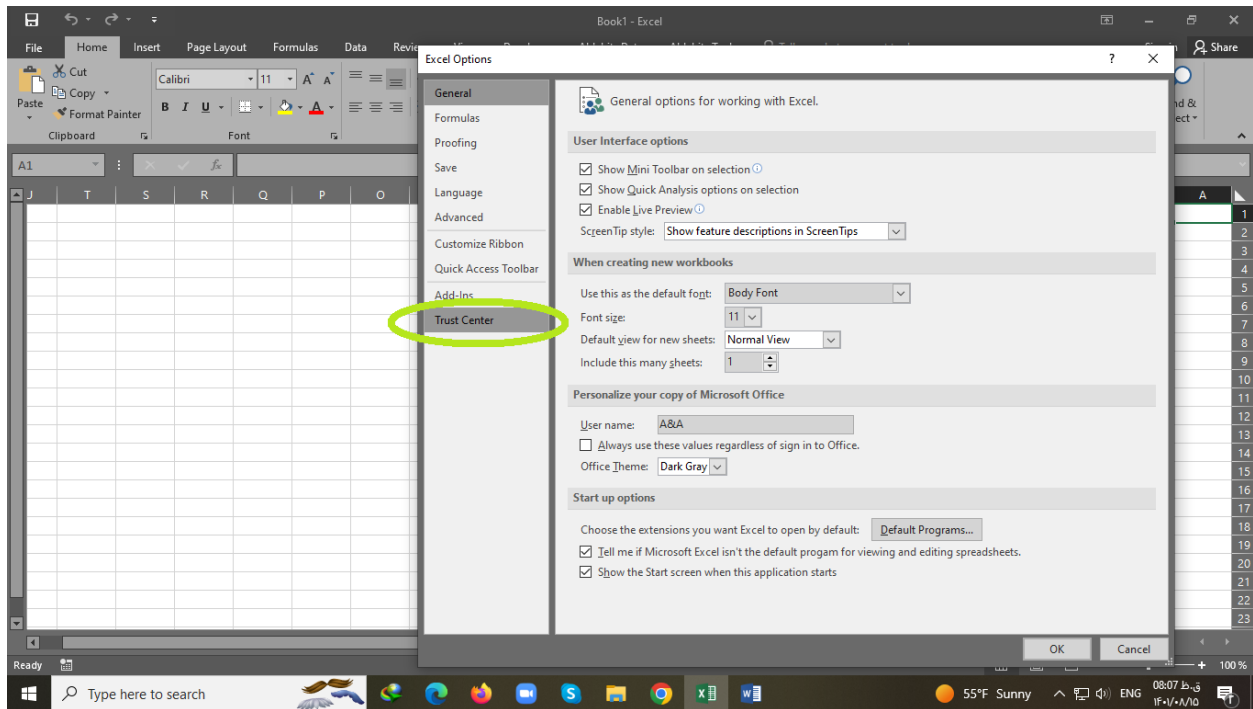 Book1 - Excel
File Home Insert Page Layout Formulas Data
Share
Cut
Copy
Format Painter
Paste
Calibri 11
B I U
Clipboard Font
A1
fx
T S R Q P O A
1
2
3
4
5
6
7
8
9
10
11
12
13
14
15
16
17
18
19
20
21
22
23
Excel Options
General
Formulas
Proofing
Save
Language
Advanced
Customize Ribbon
Quick Access Toolbar
Add-Ins
Trust Center
General options for working with Excel.
User Interface options
Show Mini Toolbar on selection
Show Quick Analysis options on selection
Enable Live Preview
ScreenTip style: Show feature descriptions in ScreenTips
When creating new workbooks
Use this as the default font: Body Font
Font size: 11
Default view for new sheets: Normal View
Include this many sheets: 1
Personalize your copy of Microsoft Office
User name: A&A
Always use these values regardless of sign in to Office.
Office Theme: Dark Gray
Start up options
Choose the extensions you want Excel to open by default: Default Programs...
Tell me if Microsoft Excel isn't the default progam for viewing and editing spreadsheets.
Show the Start screen when this application starts
OK Cancel
Ready
100 %
Type here to search
55°F Sunny
ENG
08:07 ق.ظ
۱۴۰۱/۰۸/۱۵